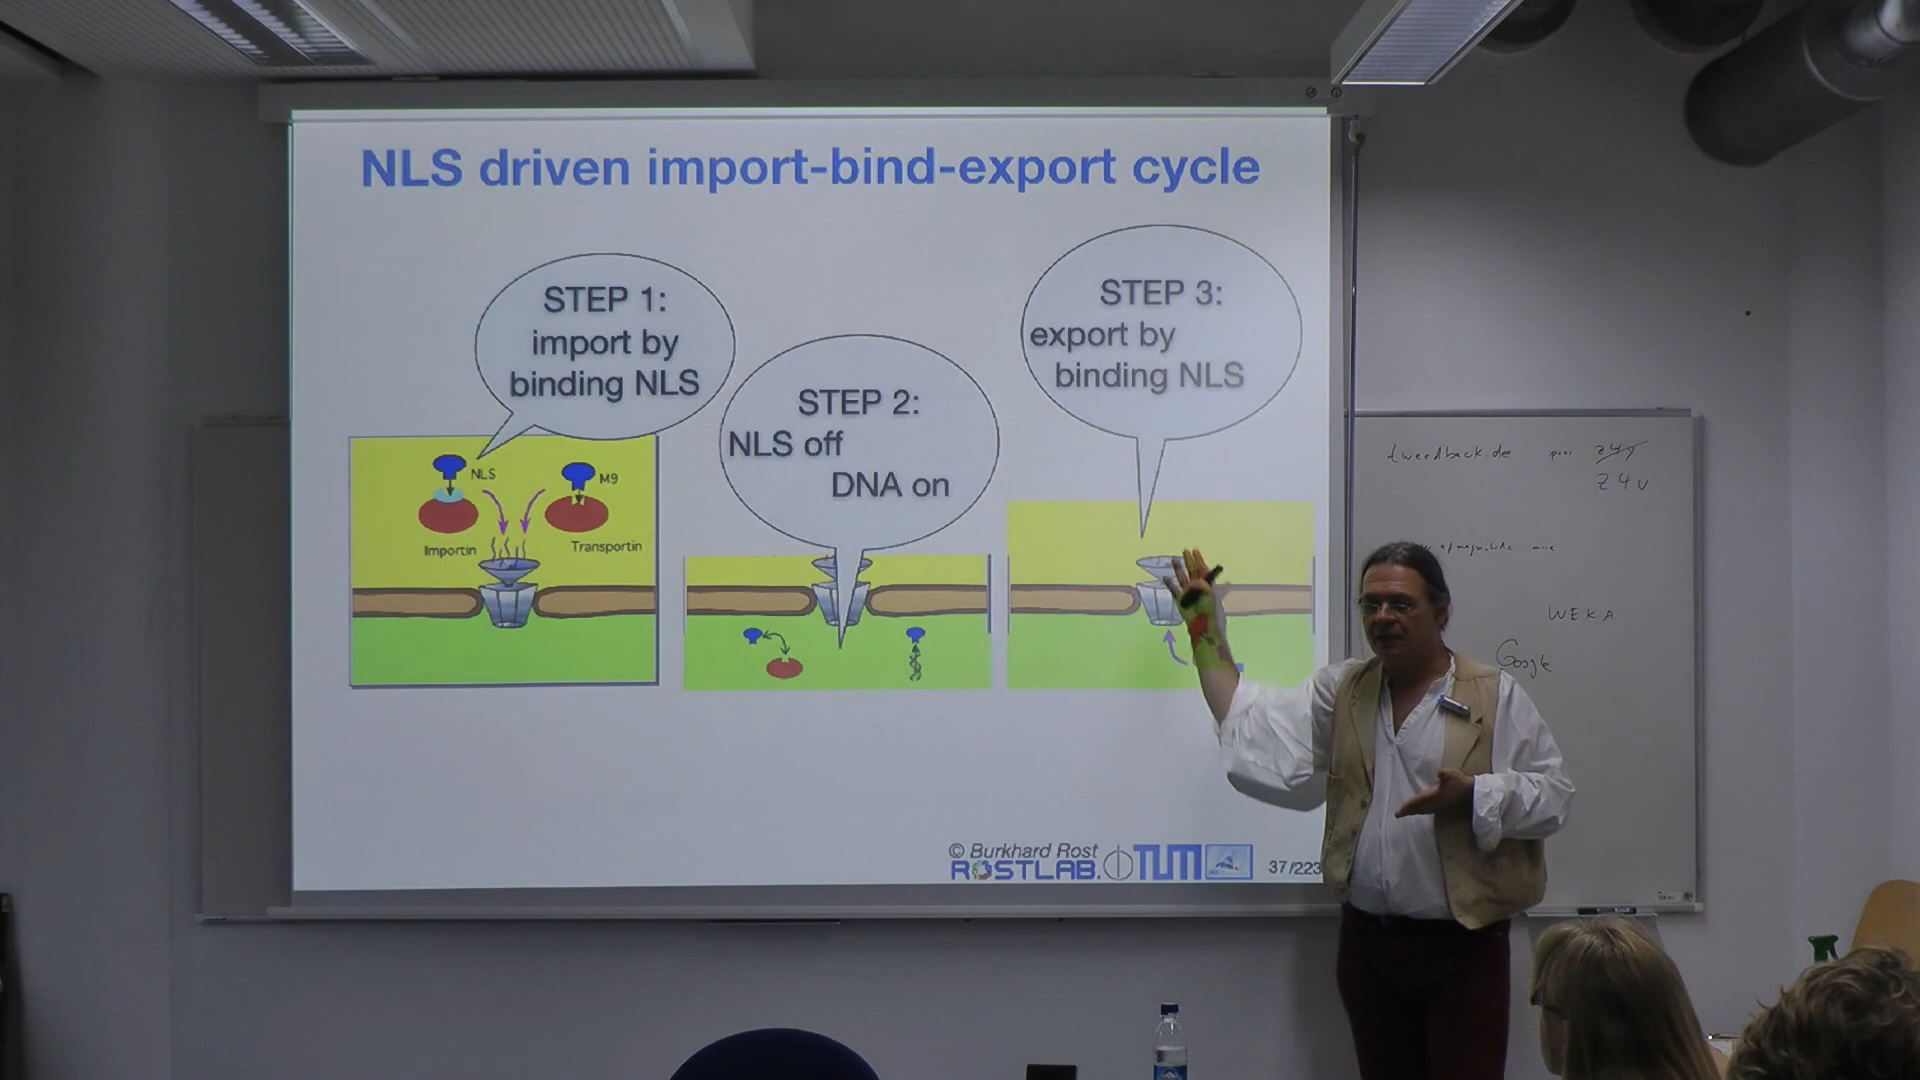 NLS driven import-bind-export cycle
STEP 1:
import by
binding NLS
STEP 2:
NLS off
DNA on
STEP 3:
export by
binding NLS
NLS
M9
Importin
Transportin
© Burkhard Rost
ROSTLAB.
TUM
37/223
tweedback.de
Z4U
WEKA
Google